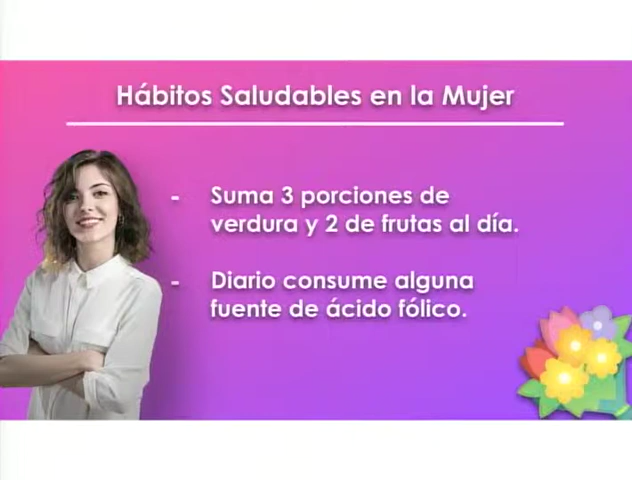 Hábitos Saludables en la Mujer
- Suma 3 porciones de
verdura y 2 de frutas al día.
- Diario consume alguna
fuente de ácido fólico.